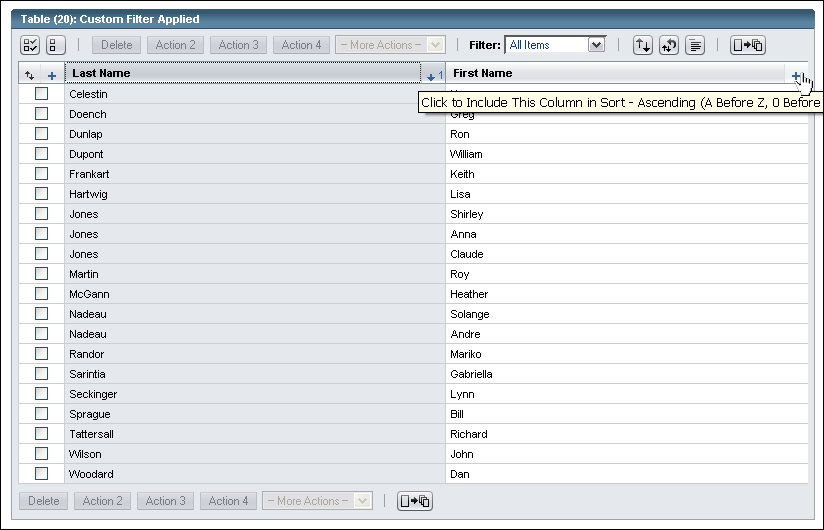 Table (20): Custom Filter Applied
Delete Action 2 Action 3 Action 4 – More Actions – Filter: All Items
Last Name 1 First Name
Celestin
Click to Include This Column in Sort - Ascending (A Before Z, 0 Before
Doench Greg
Dunlap Ron
Dupont William
Frankart Keith
Hartwig Lisa
Jones Shirley
Jones Anna
Jones Claude
Martin Roy
McGann Heather
Nadeau Solange
Nadeau Andre
Randor Mariko
Sarintia Gabriella
Seckinger Lynn
Sprague Bill
Tattersall Richard
Wilson John
Woodard Dan
Delete Action 2 Action 3 Action 4 – More Actions –